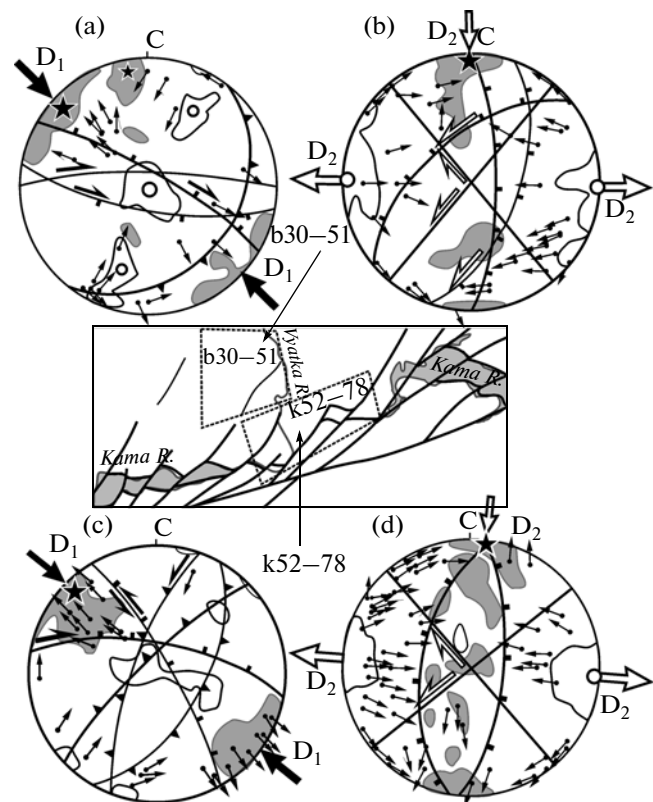 (a)
C
D₁
D₁
(b)
D₂
C
D₂
D₂
b30–51
b30–51
Vyatka R.
k52–78
Kama R.
Kama R.
k52–78
(c)
C
D₁
D₁
(d)
C
D₂
D₂
D₂